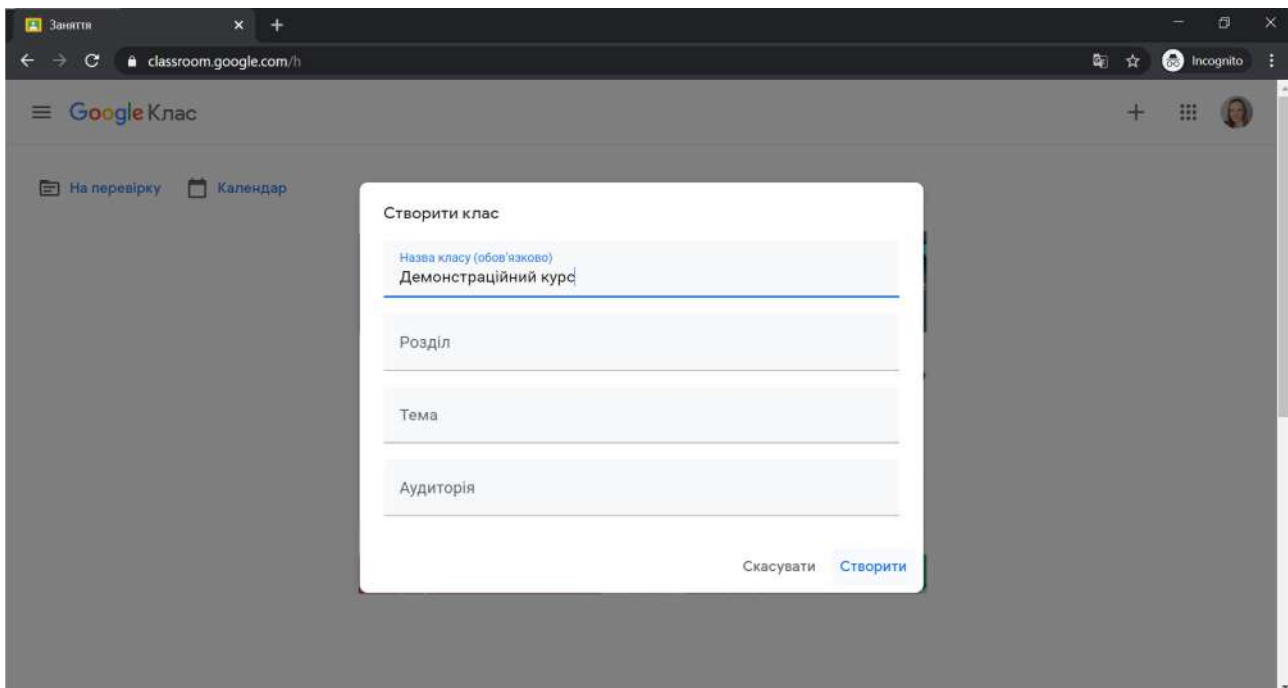 Заняття
classroom.google.com/h
Incognito
Google Клас
На перевірку
Календар
Створити клас
Назва класу (обов'язково)
Демонстраційний курс
Розділ
Тема
Аудиторія
Скасувати
Створити